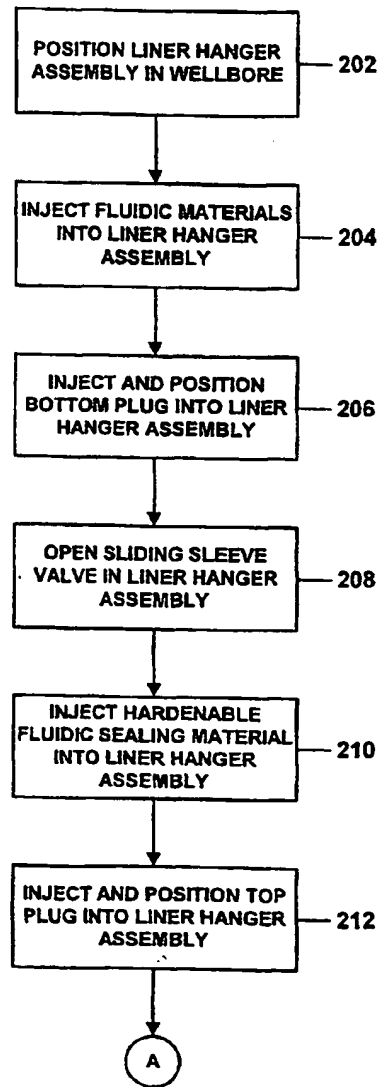 POSITION LINER HANGER
ASSEMBLY IN WELLBORE
202
INJECT FLUIDIC MATERIALS
INTO LINER HANGER
ASSEMBLY
204
INJECT AND POSITION
BOTTOM PLUG INTO LINER
HANGER ASSEMBLY
206
OPEN SLIDING SLEEVE
VALVE IN LINER HANGER
ASSEMBLY
208
INJECT HARDENABLE
FLUIDIC SEALING MATERIAL
INTO LINER HANGER
ASSEMBLY
210
INJECT AND POSITION TOP
PLUG INTO LINER HANGER
ASSEMBLY
212
A